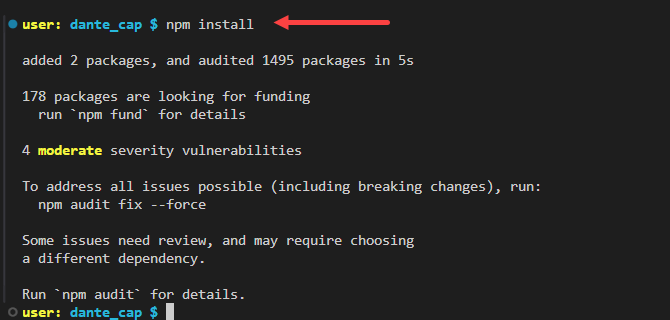 user: dante_cap $ npm install
added 2 packages, and audited 1495 packages in 5s
178 packages are looking for funding
  run `npm fund` for details
4 moderate severity vulnerabilities
To address all issues possible (including breaking changes), run:
  npm audit fix --force
Some issues need review, and may require choosing
a different dependency.
Run `npm audit` for details.
user: dante_cap $